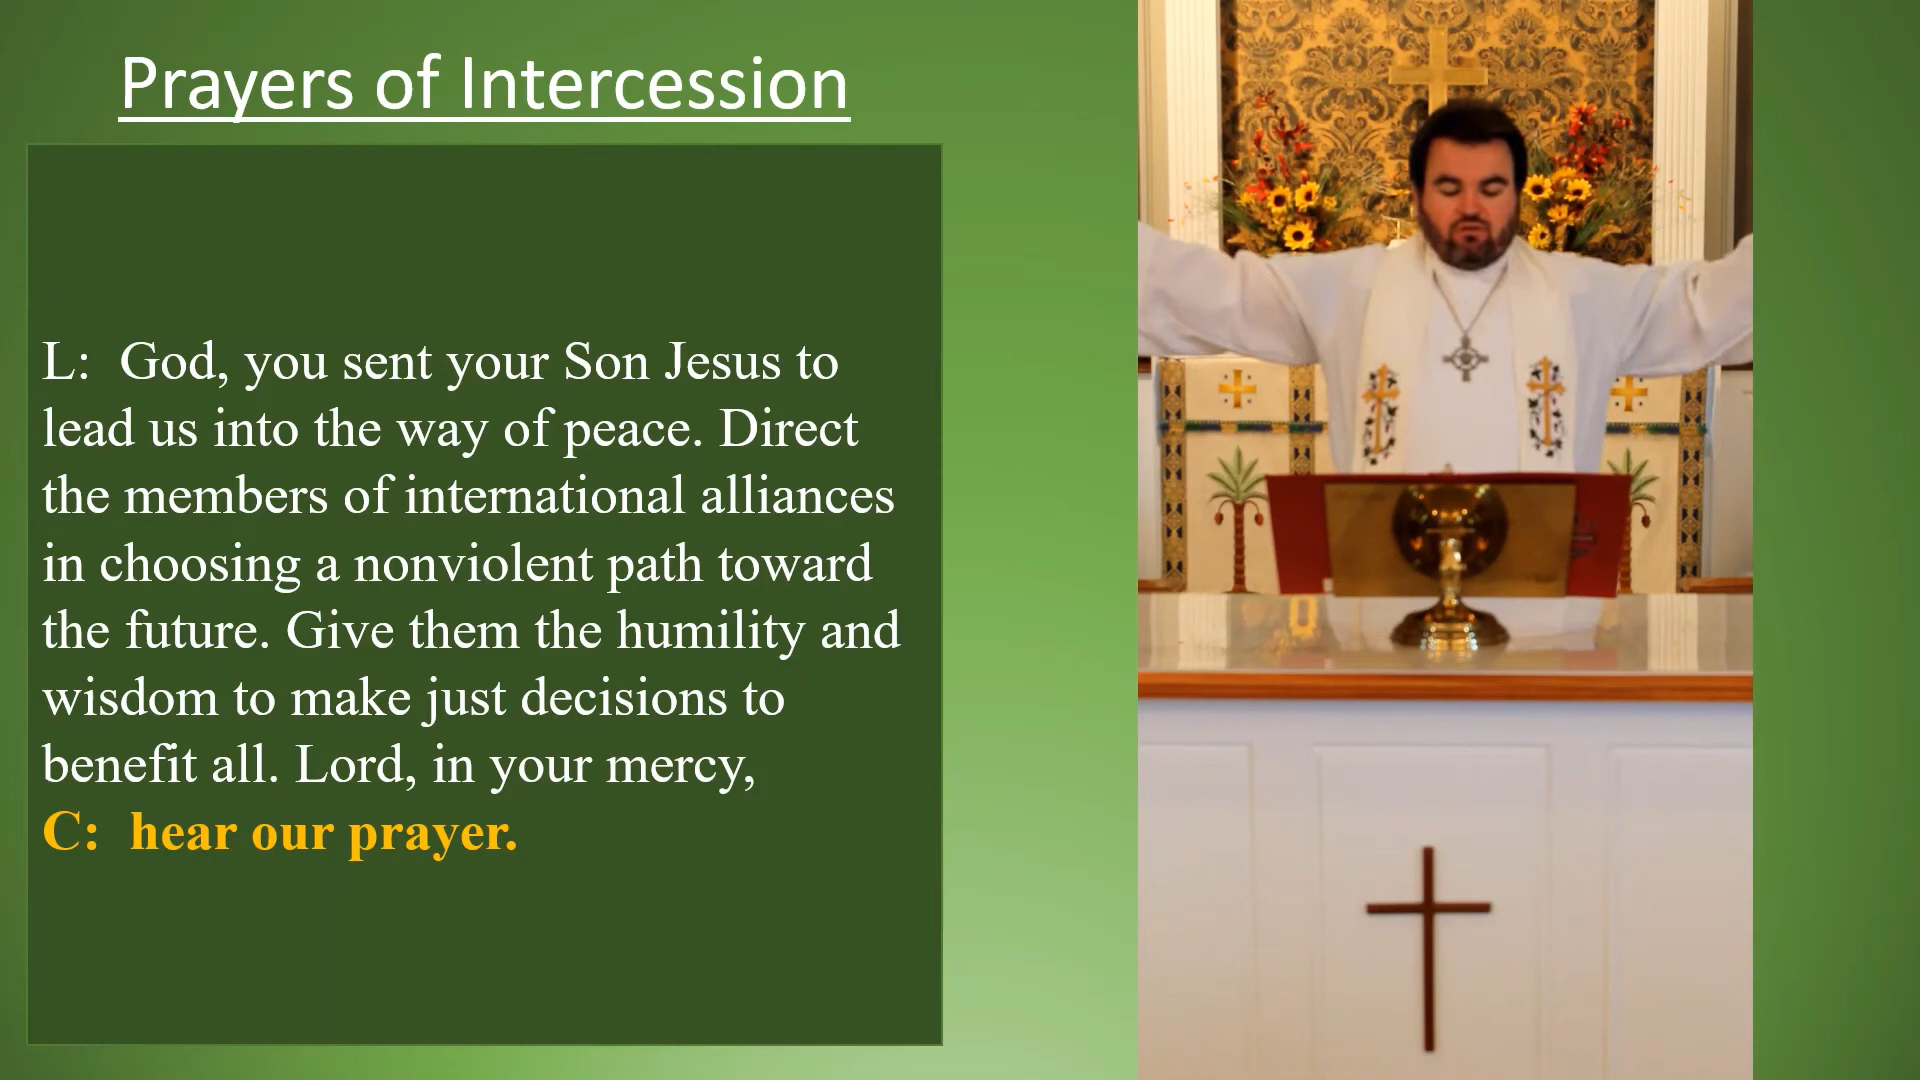 Prayers of Intercession
L:  God, you sent your Son Jesus to
lead us into the way of peace. Direct
the members of international alliances
in choosing a nonviolent path toward
the future. Give them the humility and
wisdom to make just decisions to
benefit all. Lord, in your mercy,
C:  hear our prayer.